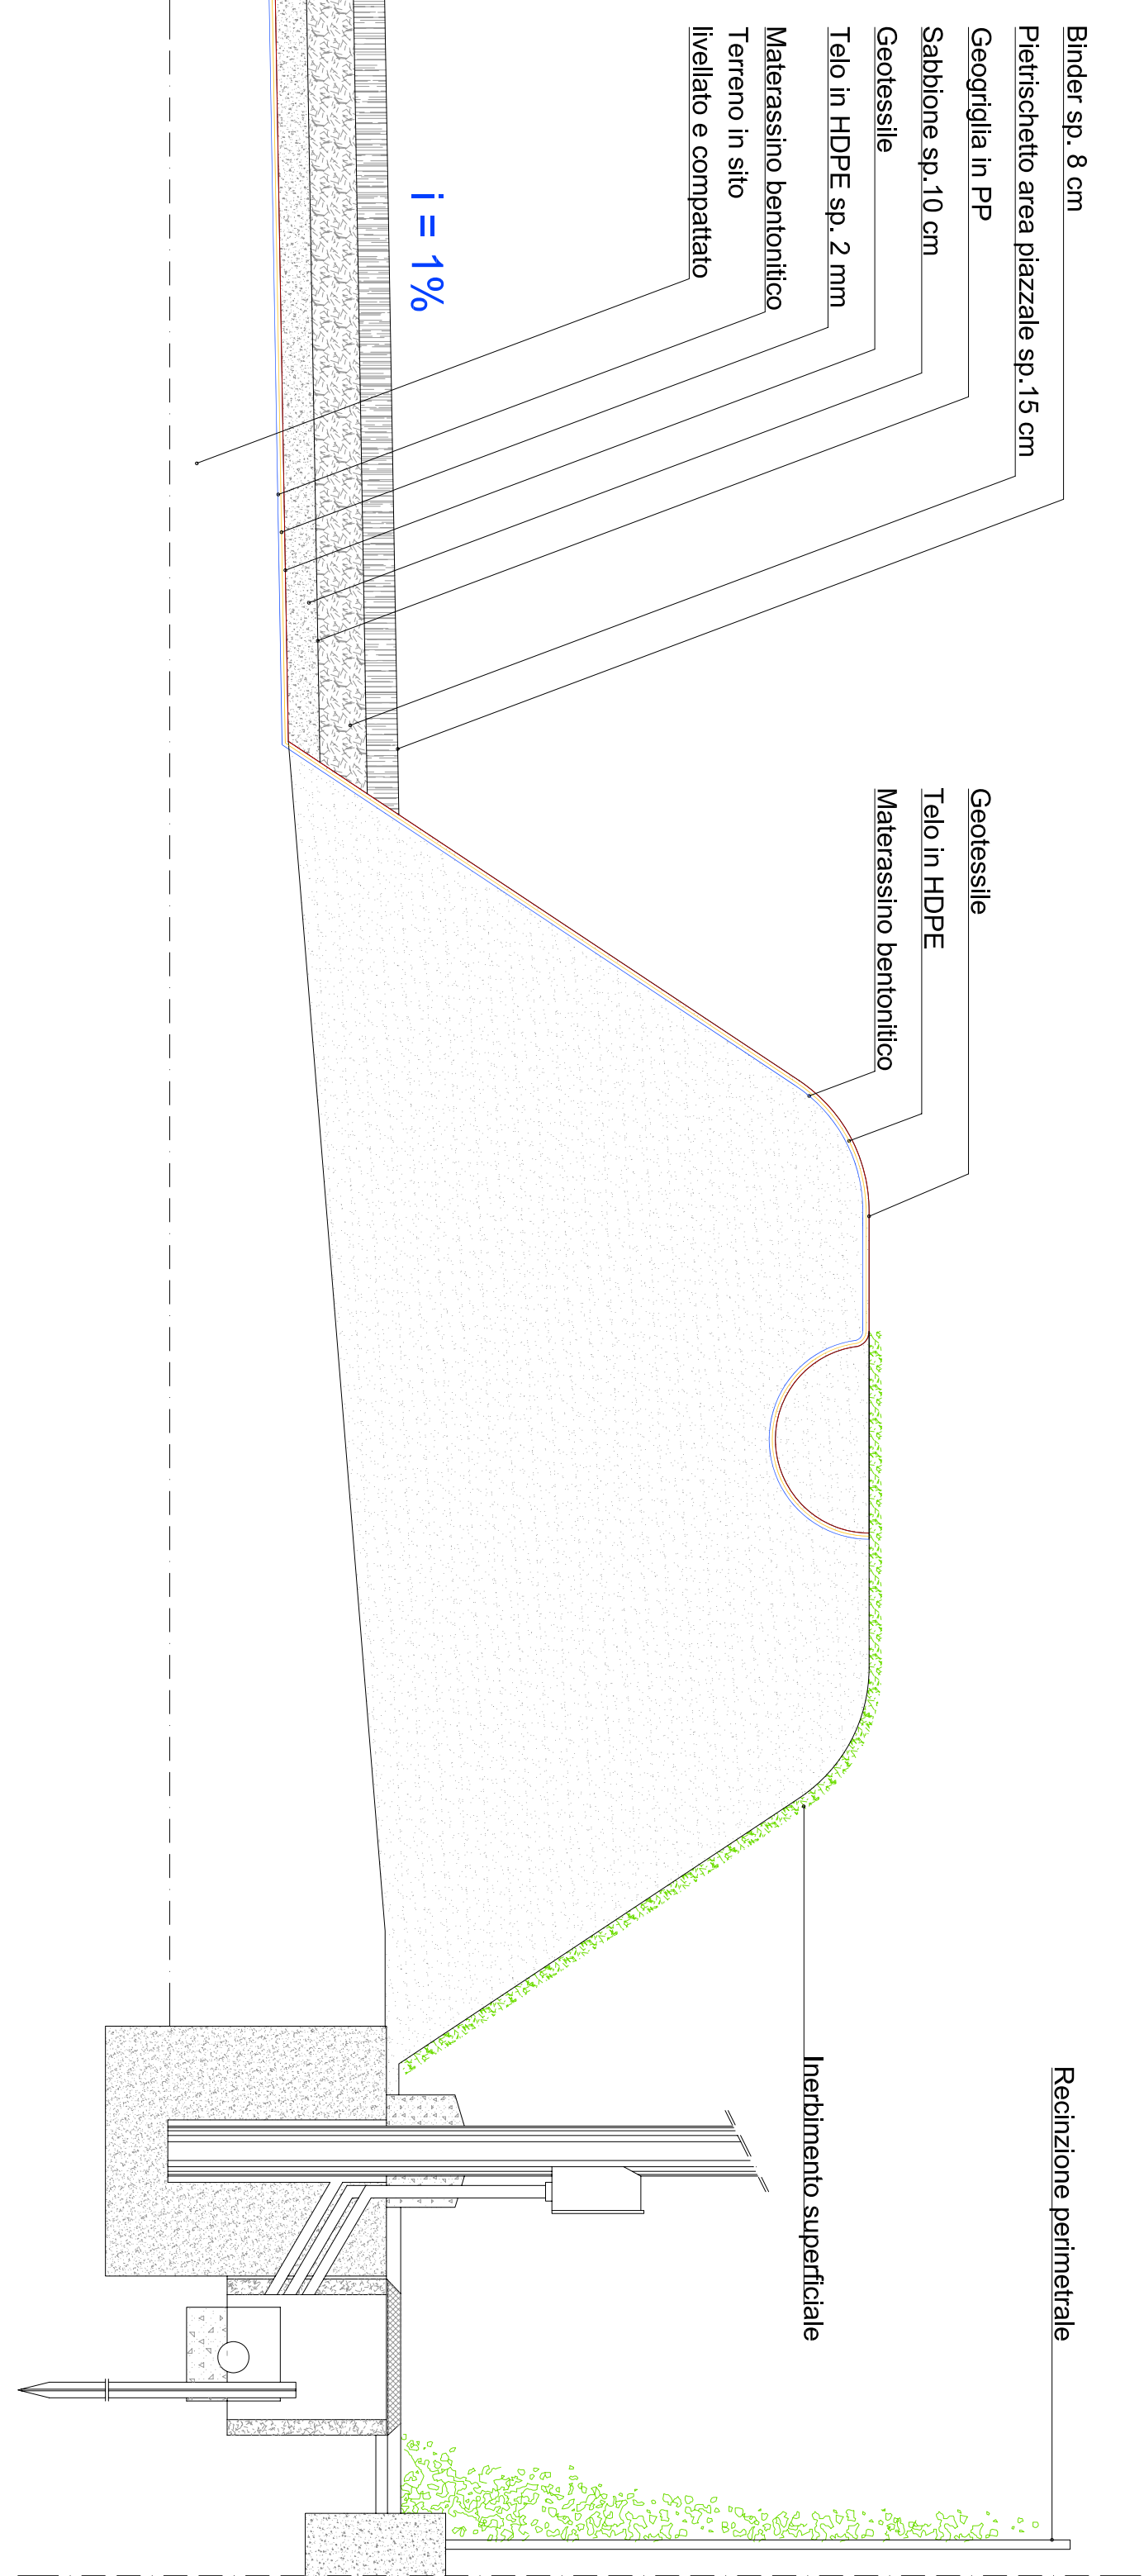 Binder sp. 8 cm
Pietrischetto area piazzale sp.15 cm
Geogriglia in PP
Sabbione sp.10 cm
Geotessile
Telo in HDPE sp. 2 mm
Materassino bentonitico
Terreno in sito
livellato e compattato
i = 1%
Geotessile
Telo in HDPE
Materassino bentonitico
Inerbimento superficiale
Recinzione perimetrale